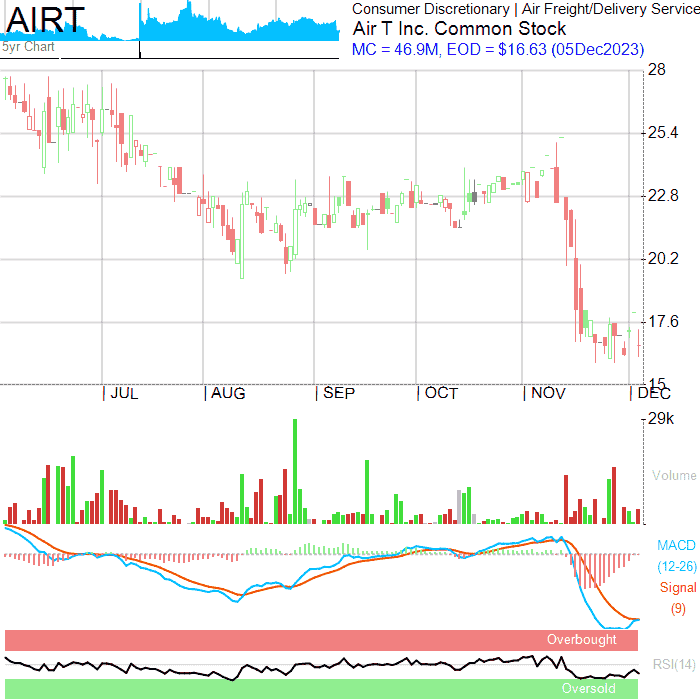 AIRT
5yr Chart
Consumer Discretionary | Air Freight/Delivery Service
Air T Inc. Common Stock
MC = 46.9M, EOD = $16.63 (05Dec2023)
28
25.4
22.8
20.2
17.6
15
JUL
AUG
SEP
OCT
NOV
DEC
29k
Volume
MACD
(12-26)
Signal
(9)
Overbought
RSI(14)
Oversold